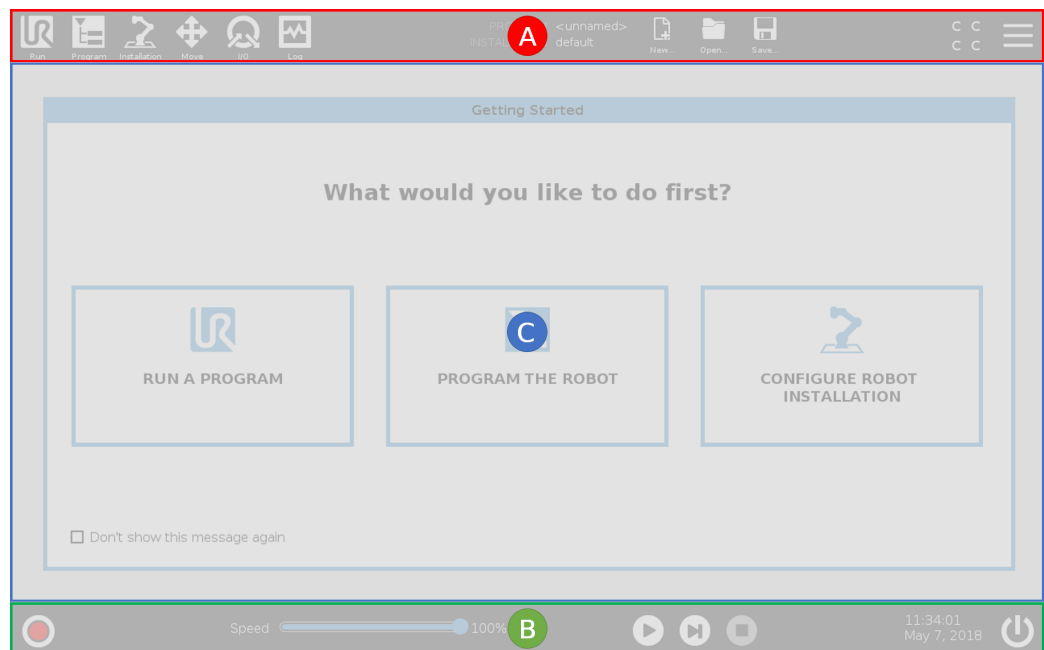 Run
Program
Installation
Move
I/O
Log
A
<unnamed>
default
New...
Open...
Save...
C C
C C
Getting Started
What would you like to do first?
C
RUN A PROGRAM
PROGRAM THE ROBOT
CONFIGURE ROBOT
INSTALLATION
Don't show this message again
Speed
100%
B
11:34:01
May 7, 2018